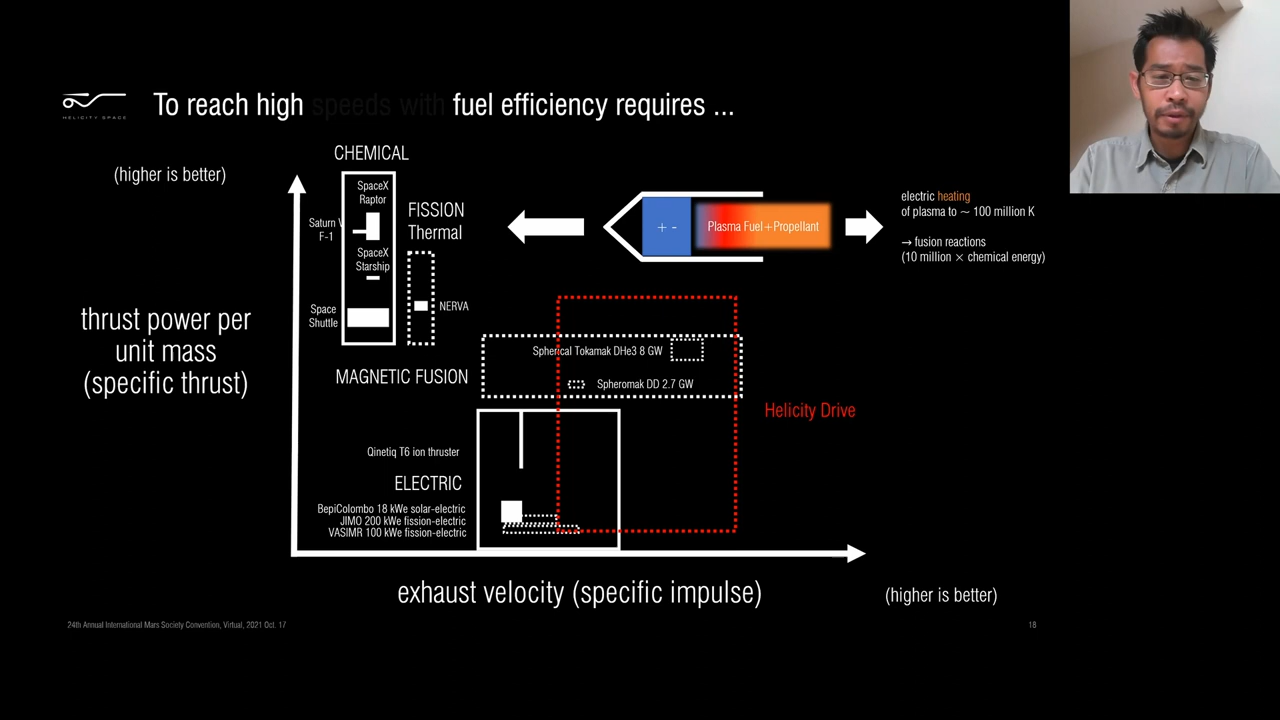 To reach high speeds with fuel efficiency requires ...
HELICITY SPACE
(higher is better)
CHEMICAL
SpaceX
Raptor
Saturn V
F-1
SpaceX
Starship
Space
Shuttle
FISSION
Thermal
NERVA
+ -
Plasma Fuel+Propellant
electric heating
of plasma to ~ 100 million K
→ fusion reactions
(10 million × chemical energy)
thrust power per
unit mass
(specific thrust)
MAGNETIC FUSION
Spherical Tokamak DHe3 8 GW
Spheromak DD 2.7 GW
Helicity Drive
Qinetiq T6 ion thruster
ELECTRIC
BepiColombo 18 kWe solar-electric
JIMO 200 kWe fission-electric
VASIMR 100 kWe fission-electric
exhaust velocity (specific impulse)
(higher is better)
24th Annual International Mars Society Convention, Virtual, 2021 Oct. 17
18